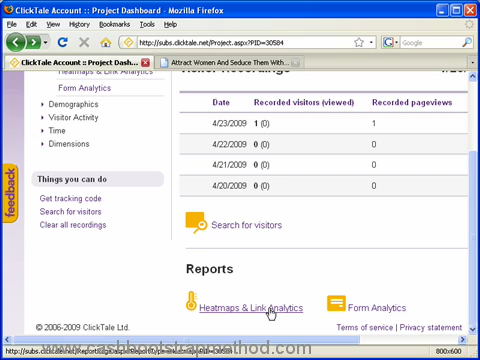 ClickTale Account :: Project Dashboard - Mozilla Firefox
File Edit View History Bookmarks Tools Help
http://subs.clicktale.net/Project.aspx?PID=30584
Google
ClickTale Account :: Project Dash...
Attract Women And Seduce Them With...
Heatmaps & Link Analytics
Form Analytics
Demographics
Visitor Activity
Time
Dimensions
Things you can do
Get tracking code
Search for visitors
Clear all recordings
feedback
Visitor Recordings
Date Recorded visitors (viewed) Recorded pageviews
4/23/2009 1 (0) 1
4/22/2009 0 (0) 0
4/21/2009 0 (0) 0
4/20/2009 0 (0) 0
Search for visitors
Reports
Heatmaps & Link Analytics
Form Analytics
© 2006-2009 ClickTale Ltd.
Terms of service | Privacy statement
www.cashbootstrapmethod.com
800x600